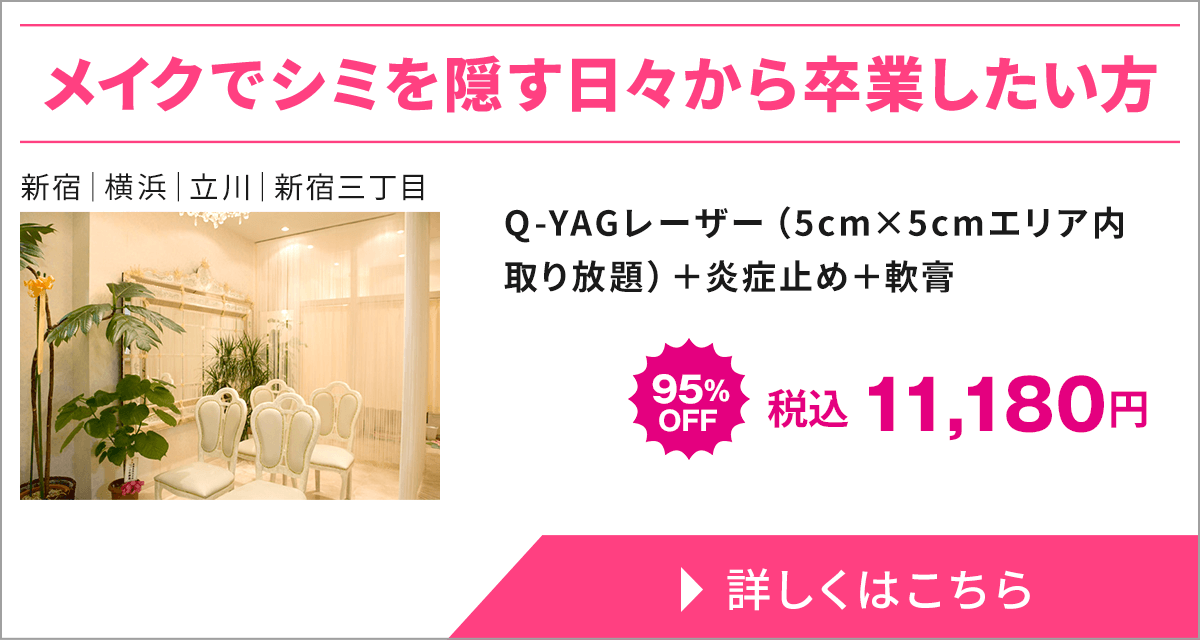 メイクでシミを隠す日々から卒業したい方
新宿｜横浜｜立川｜新宿三丁目
Q-YAGレーザー（5cm×5cmエリア内
取り放題）＋炎症止め＋軟膏
95%
OFF
税込 11,180円
詳しくはこちら